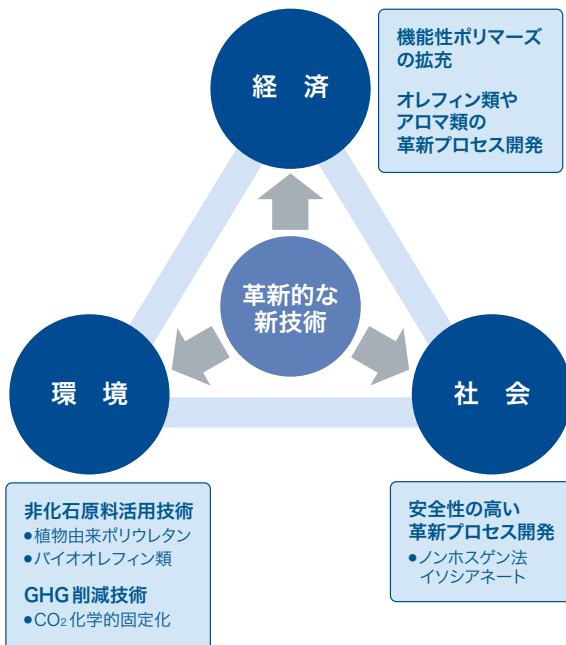 経 済
機能性ポリマーズ
の拡充
オレフィン類や
アロマ類の
革新プロセス開発
革新的な
新技術
環 境
社 会
非化石原料活用技術
●植物由来ポリウレタン
●バイオオレフィン類
GHG削減技術
●CO₂化学的固定化
安全性の高い
革新プロセス開発
●ノンホスゲン法
イソシアネート